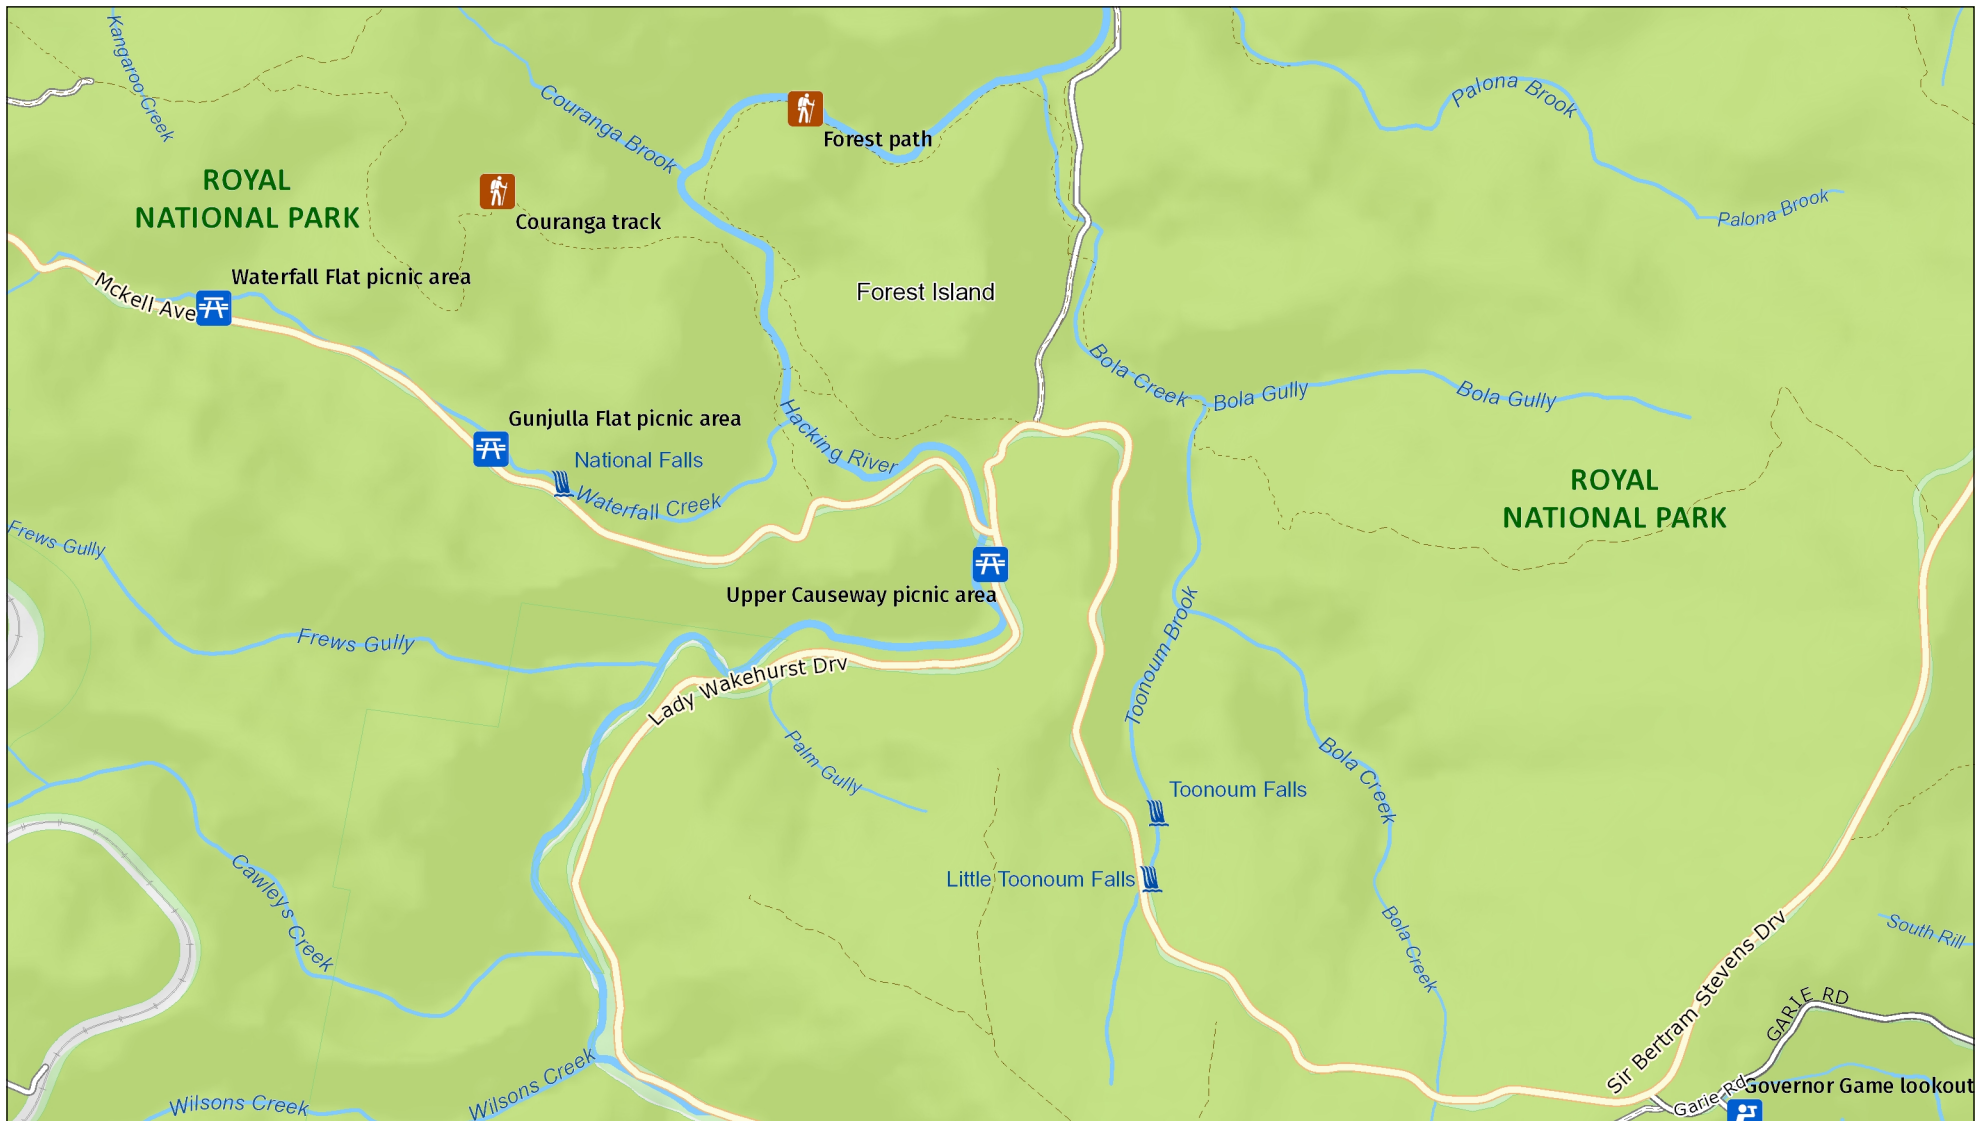 Kangaroo Creek
Couranga Brook
Forest path
Palona Brook
Palona Brook
ROYAL
NATIONAL PARK
Couranga track
Waterfall Flat picnic area
Mckell Ave
Forest Island
Bola Creek
Bola Gully
Bola Gully
Gunjulla Flat picnic area
Hacking River
National Falls
Waterfall Creek
ROYAL
NATIONAL PARK
Frews Gully
Upper Causeway picnic area
Frews Gully
Toonoum Brook
Lady Wakehurst Drv
Palm Gully
Bola Creek
Toonoum Falls
Little Toonoum Falls
Cawleys Creek
Bola Creek
South Rill
Sir Bertram Stevens Drv
GARIE RD
Wilsons Creek
Wilsons Creek
Garie Rd
Governor Game lookout